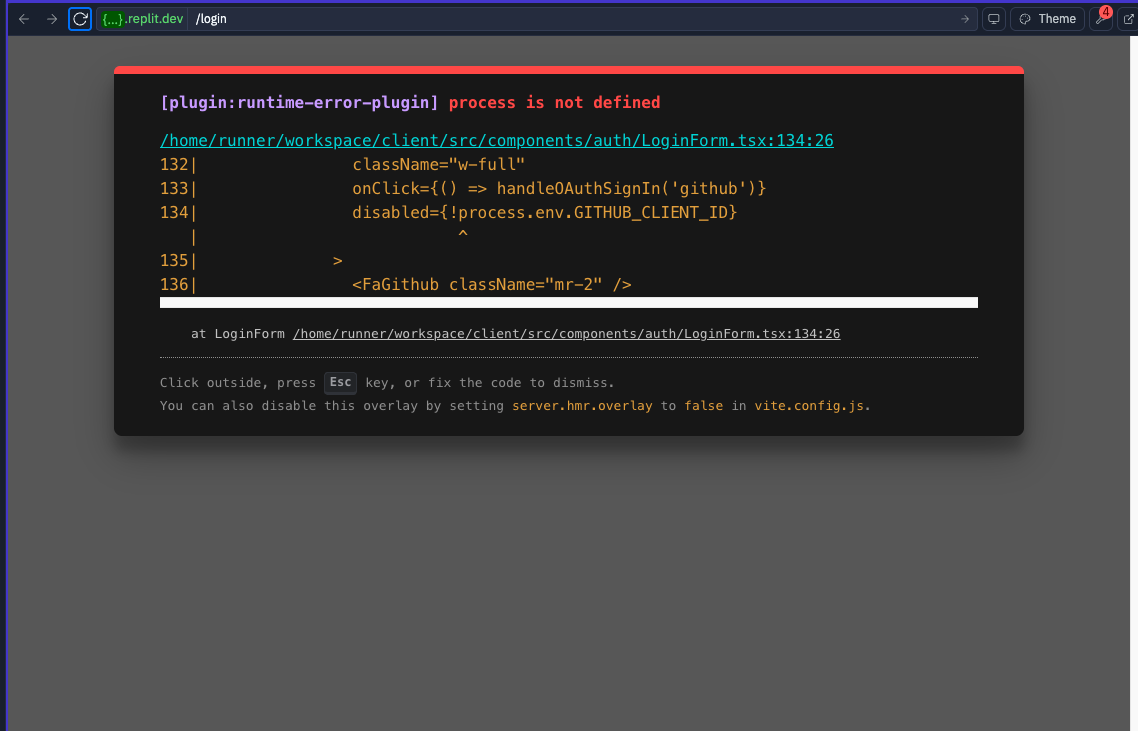 {...}.replit.dev /login Theme 4
[plugin:runtime-error-plugin] process is not defined
/home/runner/workspace/client/src/components/auth/LoginForm.tsx:134:26
132|                className="w-full"
133|                onClick={() => handleOAuthSignIn('github')}
134|                disabled={!process.env.GITHUB_CLIENT_ID}
   |                           ^
135|              >
136|                <FaGithub className="mr-2" />
at LoginForm /home/runner/workspace/client/src/components/auth/LoginForm.tsx:134:26
Click outside, press Esc key, or fix the code to dismiss.
You can also disable this overlay by setting server.hmr.overlay to false in vite.config.js.